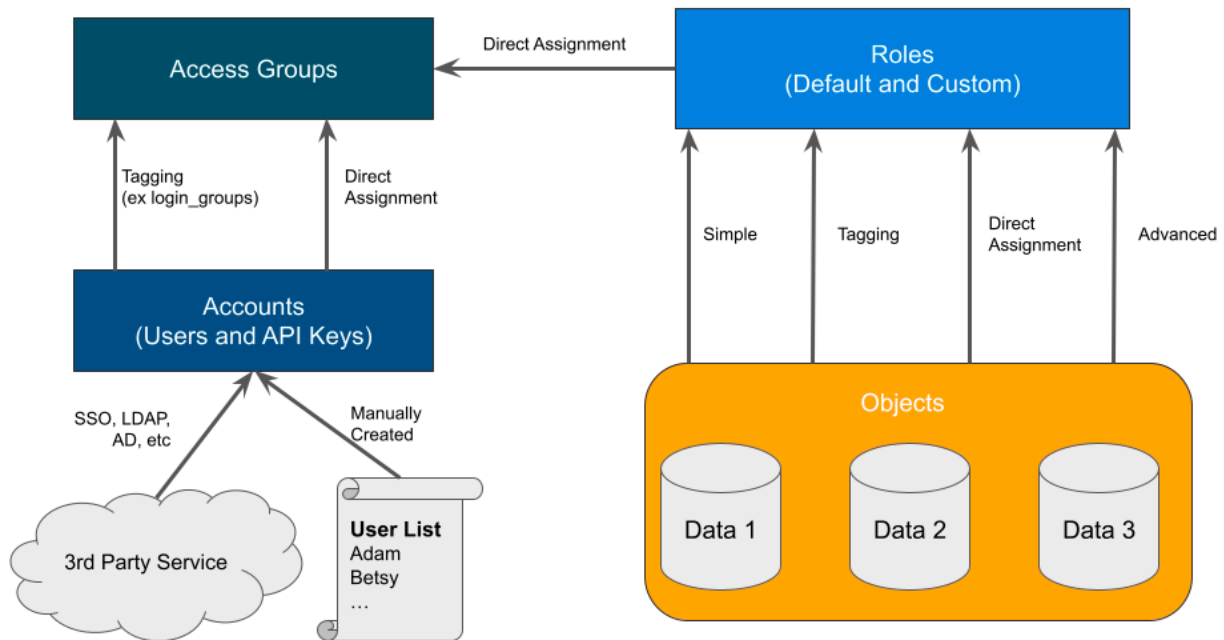 Access Groups
Direct Assignment
Roles
(Default and Custom)
Tagging
(ex login_groups)
Direct
Assignment
Simple
Tagging
Direct
Assignment
Advanced
Accounts
(Users and API Keys)
SSO, LDAP,
AD, etc
Manually
Created
3rd Party Service
User List
Adam
Betsy
…
Objects
Data 1
Data 2
Data 3